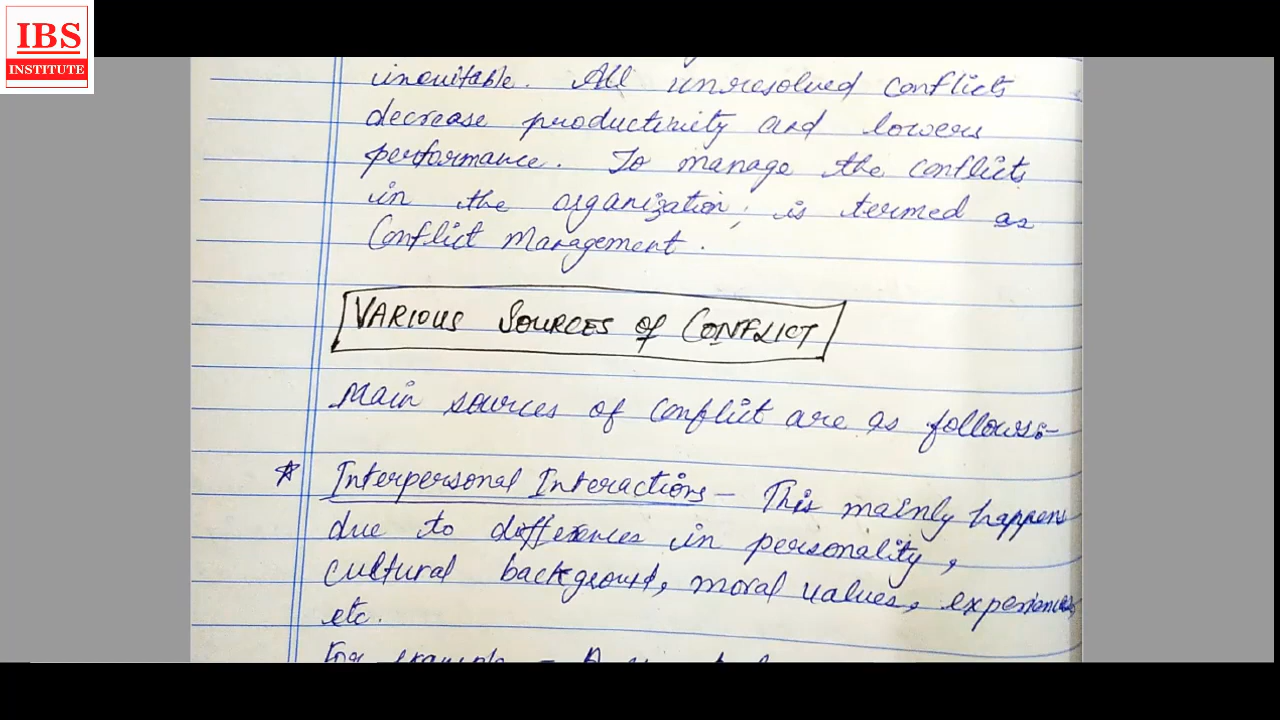 IBS
INSTITUTE
inevitable. All unresolved conflicts
decrease productivity and lowers
performance. To manage the conflicts
in the organization, is termed as
Conflict Management.
VARIOUS SOURCES OF CONFLICT
Main sources of conflict are as follows:-
* Interpersonal Interactions - This mainly happens
due to differences in personality,
cultural background, moral values, experiences,
etc.
For example -